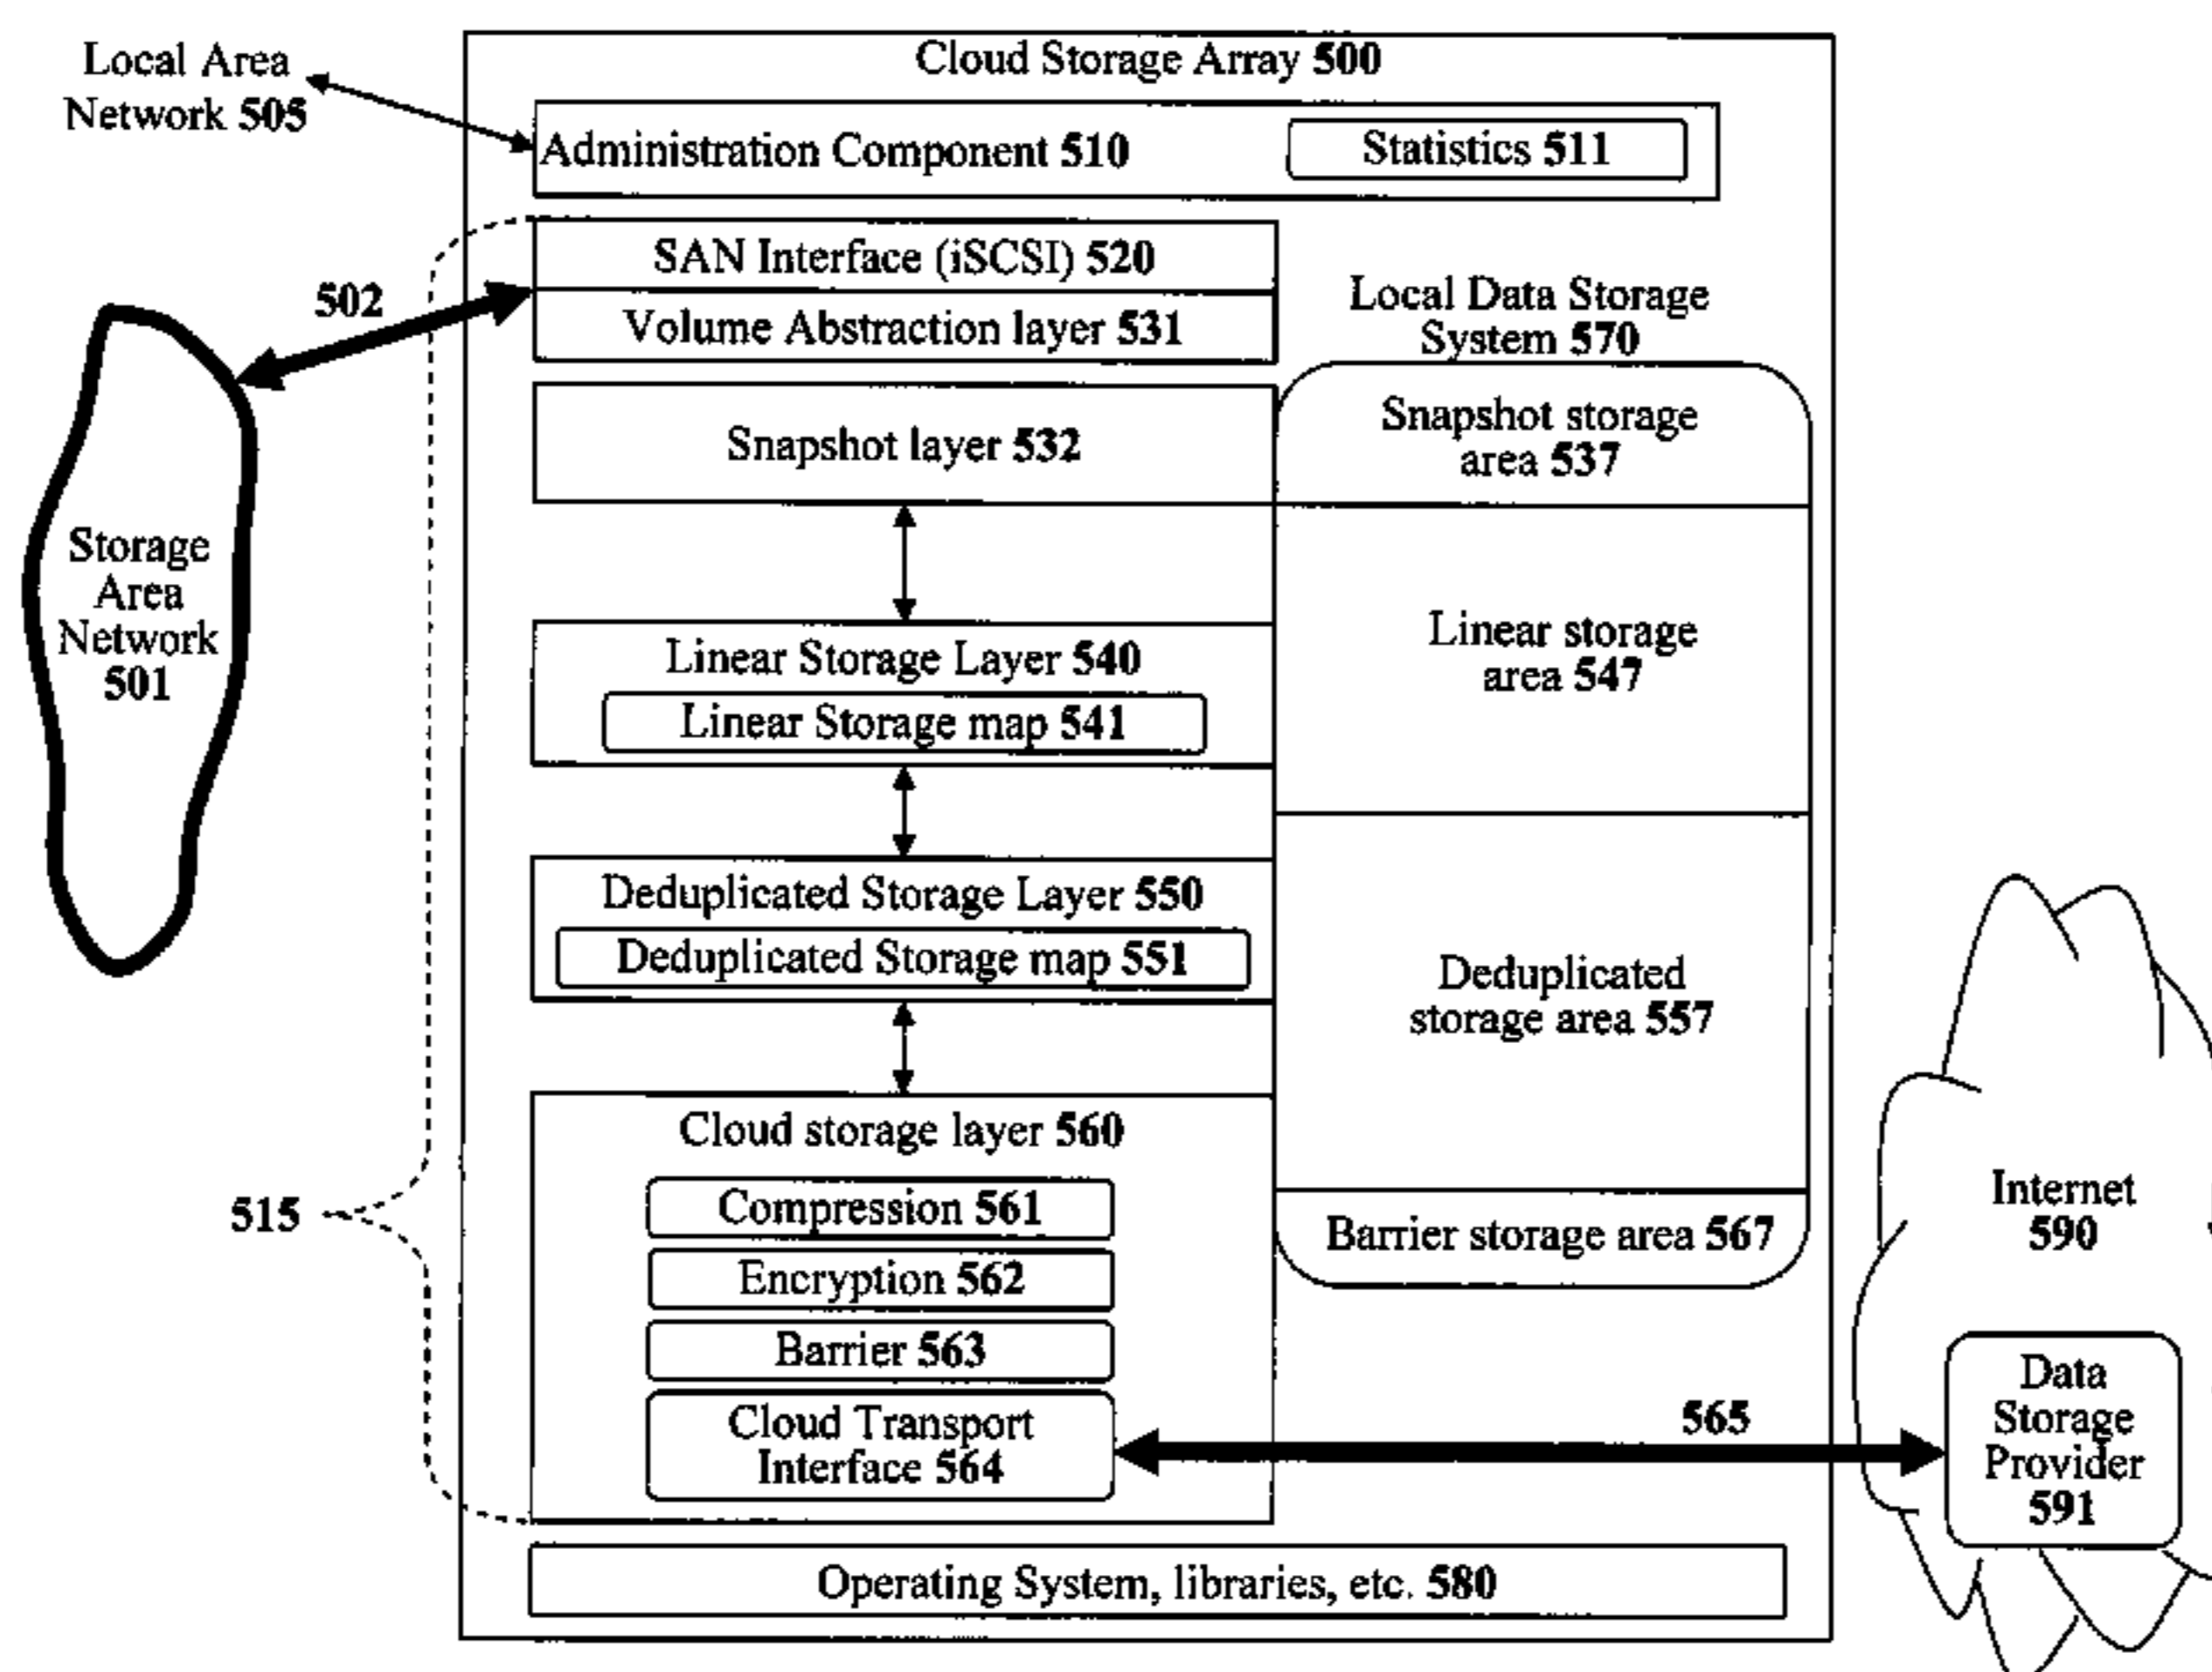 Cloud Storage Array 500
Local Area
Network 505
Administration Component 510
Statistics 511
SAN Interface (iSCSI) 520
502
Volume Abstraction layer 531
Local Data Storage
System 570
Snapshot layer 532
Snapshot storage
area 537
Storage
Area
Network
501
Linear Storage Layer 540
Linear Storage map 541
Linear storage
area 547
Deduplicated Storage Layer 550
Deduplicated Storage map 551
Deduplicated
storage area 557
Cloud storage layer 560
515
Compression 561
Encryption 562
Barrier 563
Cloud Transport
Interface 564
Barrier storage area 567
Internet
590
565
Data
Storage
Provider
591
Operating System, libraries, etc. 580